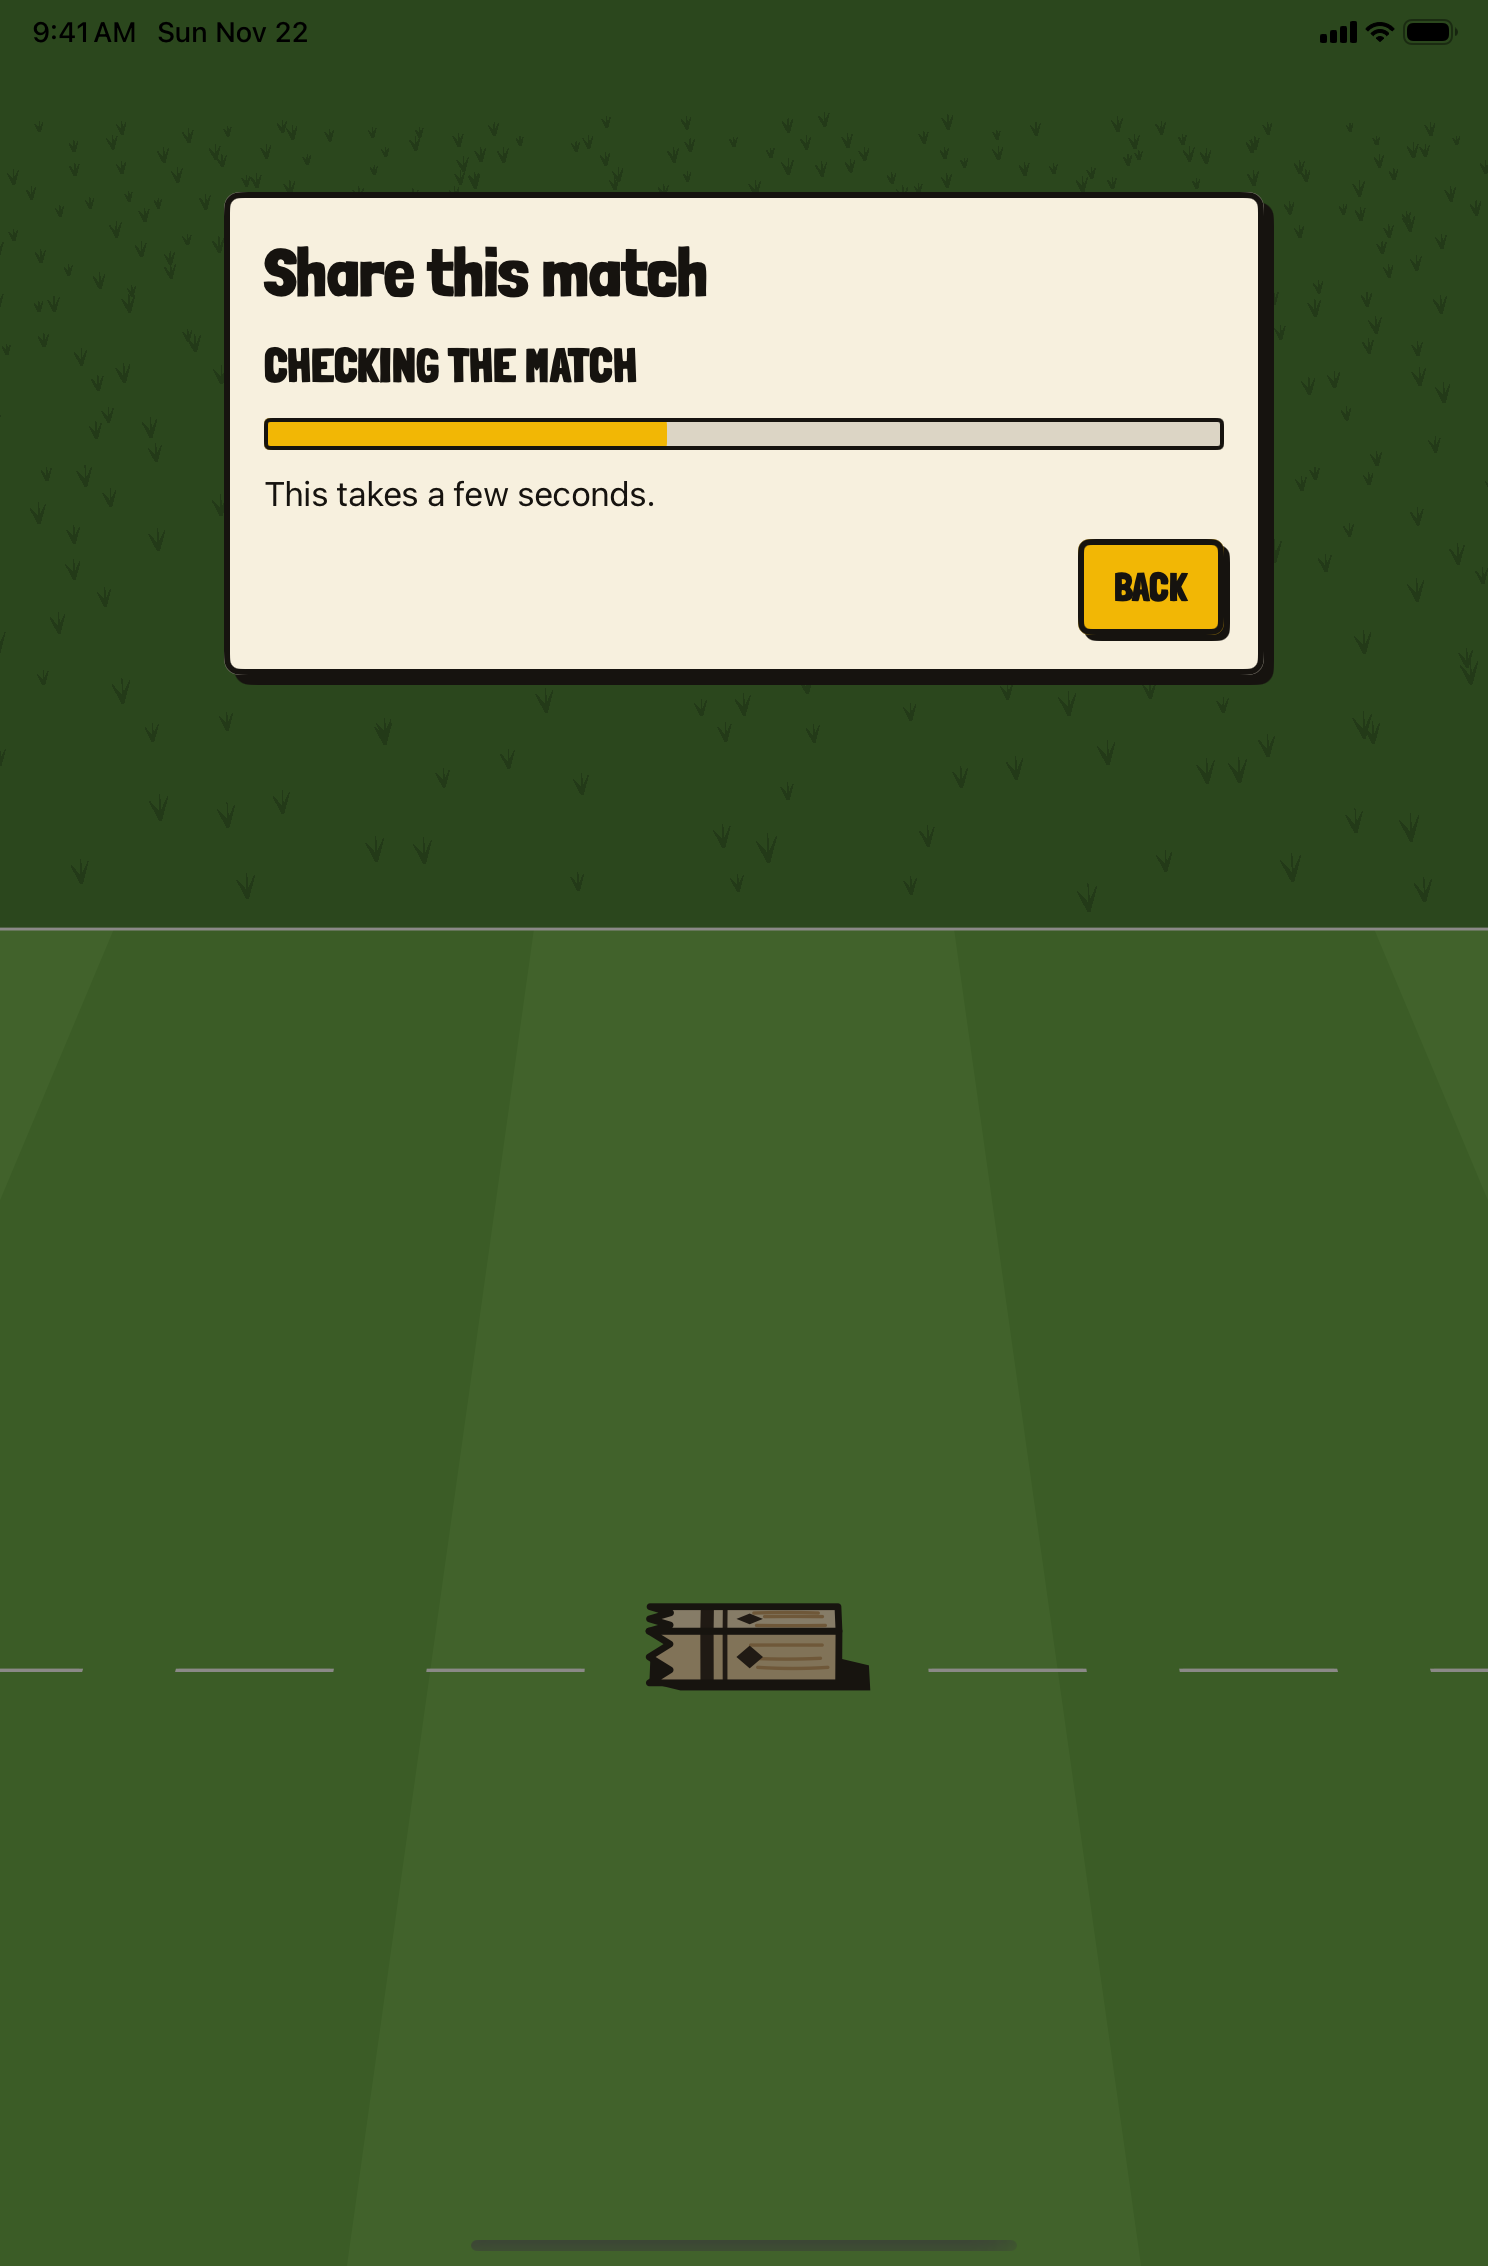 9:41 AM Sun Nov 22
Share this match
CHECKING THE MATCH
This takes a few seconds.
BACK